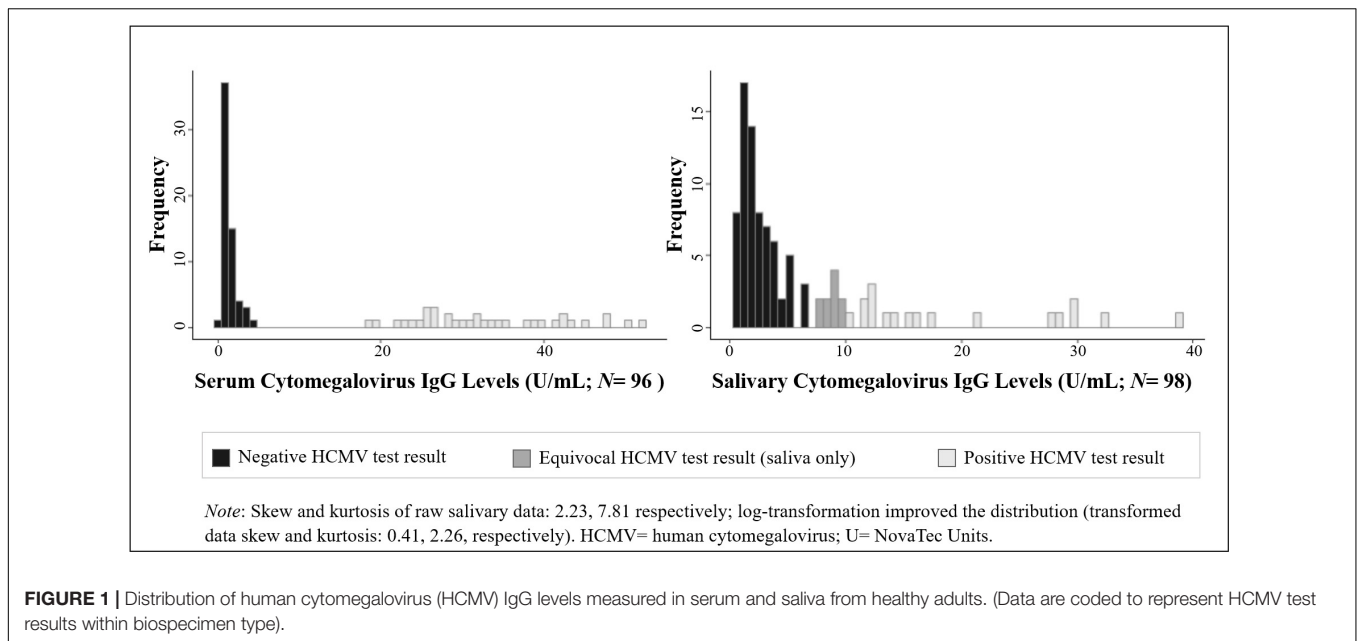 Frequency
0
10
20
30
0
20
40
Serum Cytomegalovirus IgG Levels (U/mL; N= 96 )
Frequency
0
5
10
15
0
10
20
30
40
Salivary Cytomegalovirus IgG Levels (U/mL; N= 98)
Negative HCMV test result
Equivocal HCMV test result (saliva only)
Positive HCMV test result
Note: Skew and kurtosis of raw salivary data: 2.23, 7.81 respectively; log-transformation improved the distribution (transformed
data skew and kurtosis: 0.41, 2.26, respectively). HCMV= human cytomegalovirus; U= NovaTec Units.
FIGURE 1 | Distribution of human cytomegalovirus (HCMV) IgG levels measured in serum and saliva from healthy adults. (Data are coded to represent HCMV test
results within biospecimen type).